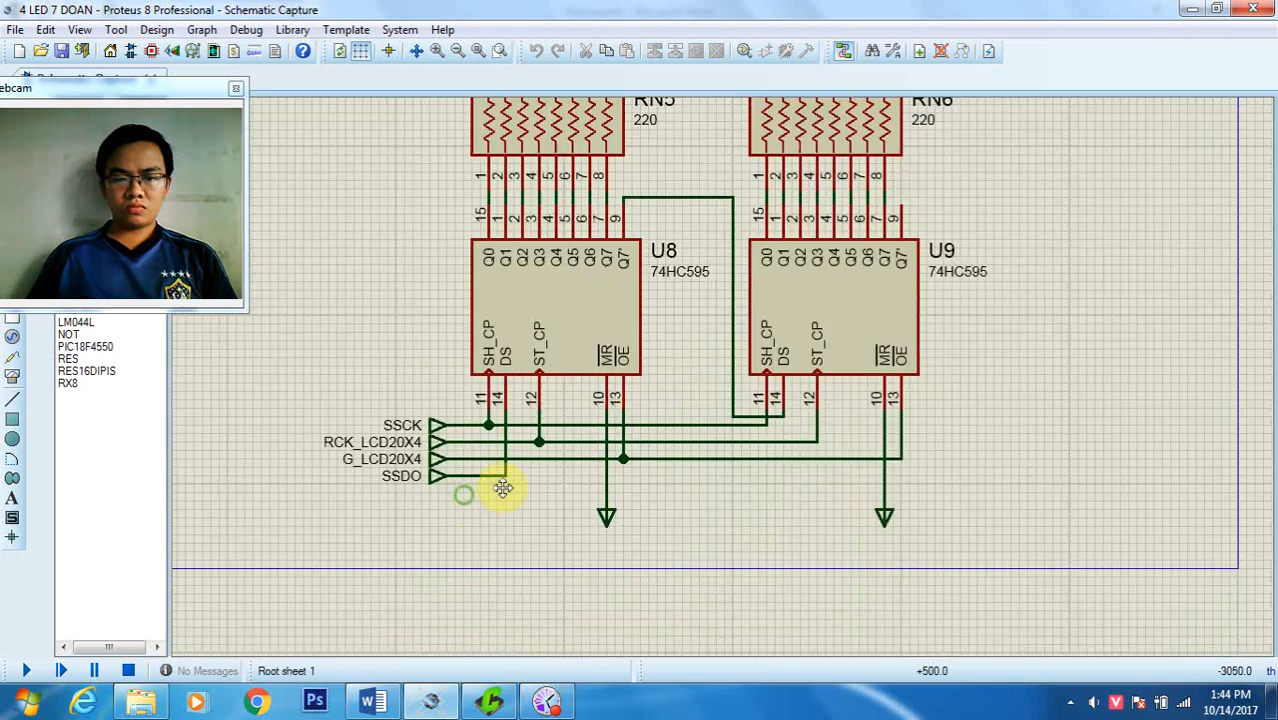 4 LED 7 DOAN - Proteus 8 Professional - Schematic Capture
File Edit View Tool Design Graph Debug Library Template System Help
ebcam
RN5
220
RN6
220
1 2 3 4 5 6 7 8
1 2 3 4 5 6 7 8
15 1 2 3 4 5 6 7 9
15 1 2 3 4 5 6 7 9
Q0 Q1 Q2 Q3 Q4 Q5 Q6 Q7 Q7'
U8
74HC595
Q0 Q1 Q2 Q3 Q4 Q5 Q6 Q7 Q7'
U9
74HC595
SH_CP DS ST_CP MR OE
SH_CP DS ST_CP MR OE
11 14 12 10 13
11 14 12 10 13
LM044L
NOT
PIC18F4550
RES
RES16DIPIS
RX8
SSCK
RCK_LCD20X4
G_LCD20X4
SSDO
No Messages
Root sheet 1
+500.0
-3050.0
th
Ps
1:44 PM
10/14/2017